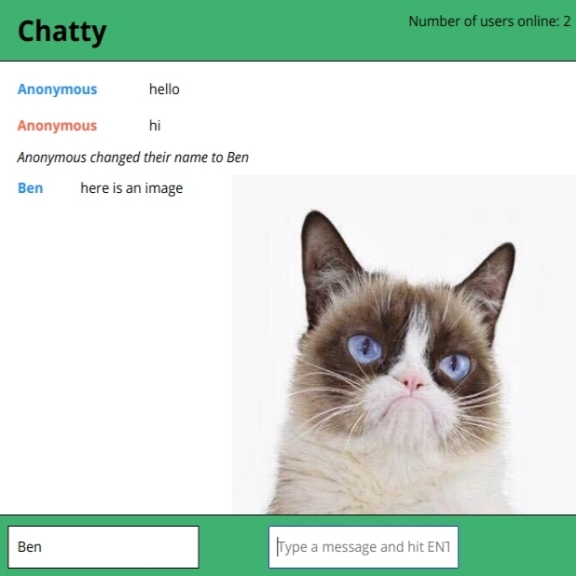 Chatty
Number of users online: 2
Anonymous hello
Anonymous hi
Anonymous changed their name to Ben
Ben here is an image
Ben
Type a message and hit ENT